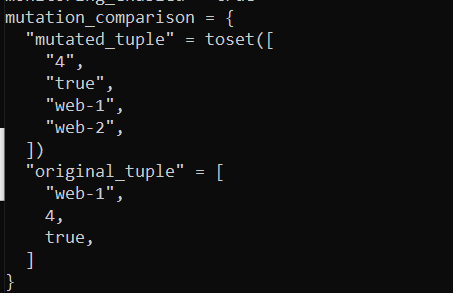 mutation_comparison = {
  "mutated_tuple" = toset([
    "4",
    "true",
    "web-1",
    "web-2",
  ])
  "original_tuple" = [
    "web-1",
    4,
    true,
  ]
}